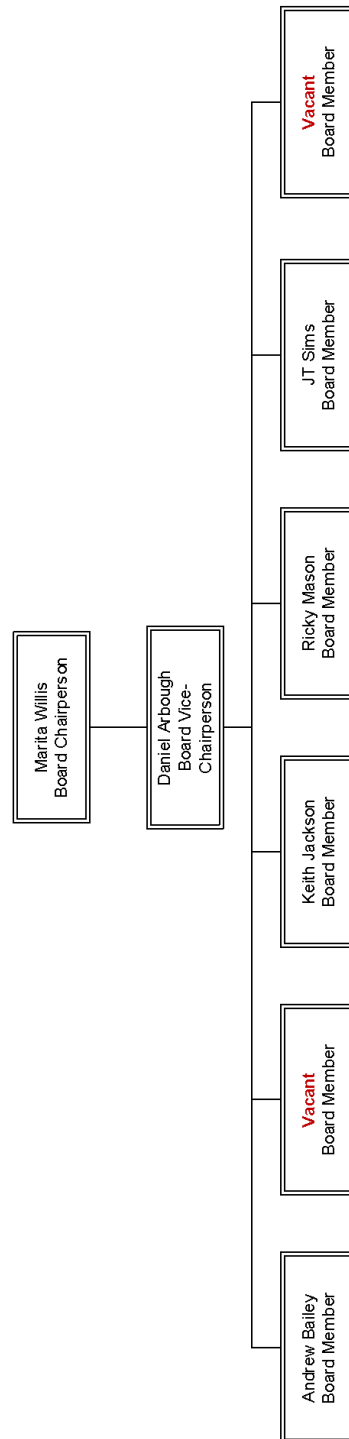 Marita Willis
Board Chairperson
Daniel Arbough
Board Vice-
Chairperson
Andrew Bailey
Board Member
Vacant
Board Member
Keith Jackson
Board Member
Ricky Mason
Board Member
JT Sims
Board Member
Vacant
Board Member